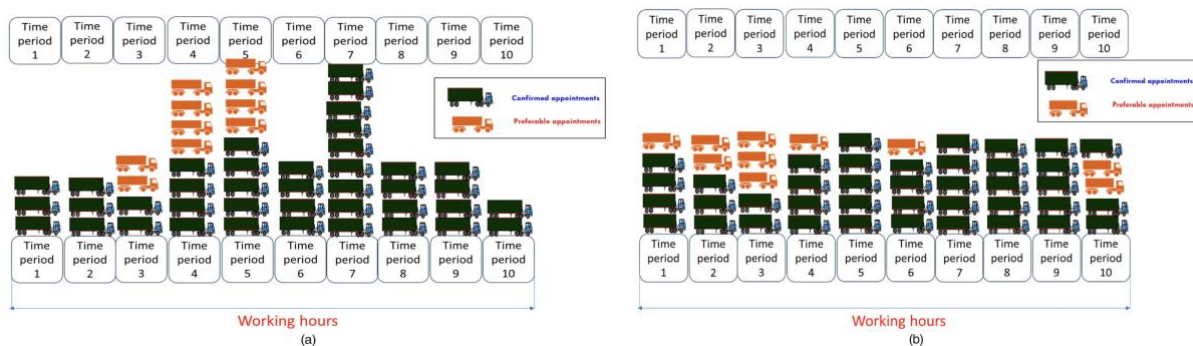 Time period 1
Time period 2
Time period 3
Time period 4
Time period 5
Time period 6
Time period 7
Time period 8
Time period 9
Time period 10
Confirmed appointments
Preferable appointments
Time period 1
Time period 2
Time period 3
Time period 4
Time period 5
Time period 6
Time period 7
Time period 8
Time period 9
Time period 10
Working hours
(a)
Time period 1
Time period 2
Time period 3
Time period 4
Time period 5
Time period 6
Time period 7
Time period 8
Time period 9
Time period 10
Confirmed appointments
Preferable appointments
Time period 1
Time period 2
Time period 3
Time period 4
Time period 5
Time period 6
Time period 7
Time period 8
Time period 9
Time period 10
Working hours
(b)